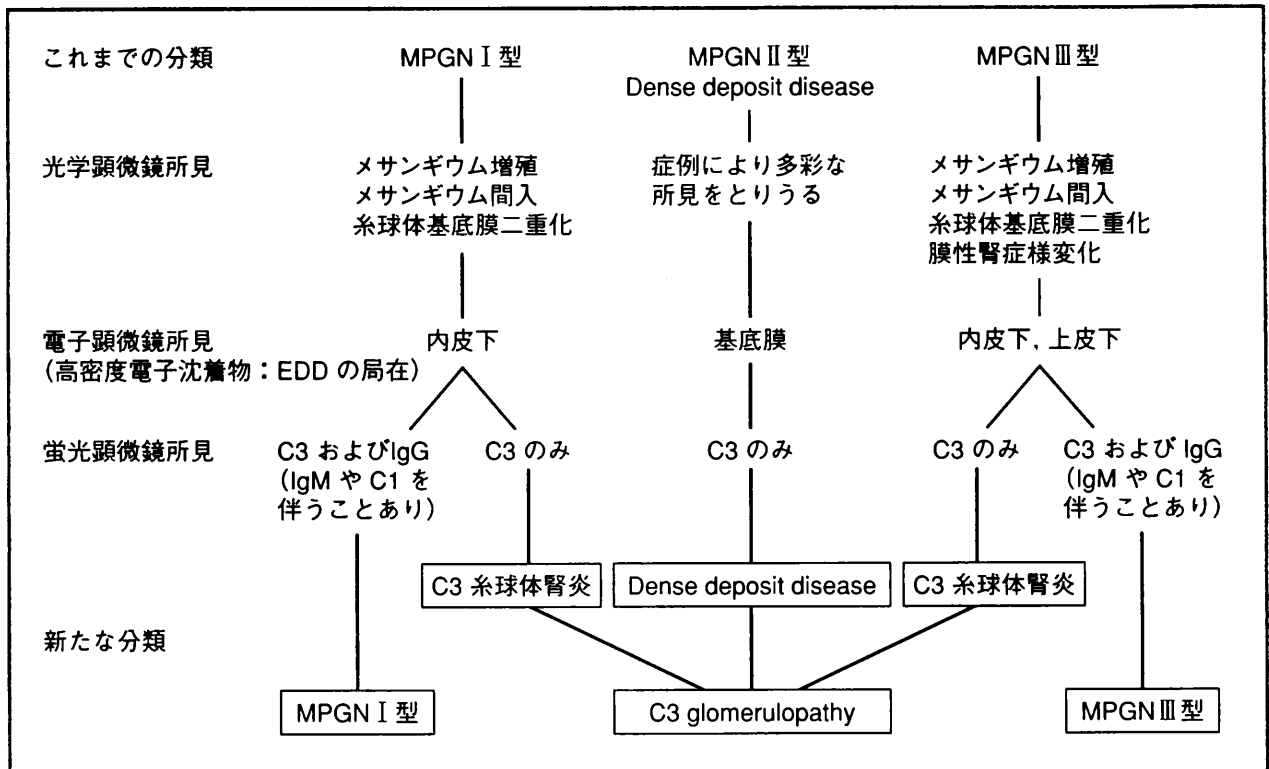 これまでの分類
MPGN Ⅰ 型
MPGN Ⅱ 型
Dense deposit disease
MPGN Ⅲ 型
光学顕微鏡所見
メサンギウム増殖
メサンギウム間入
糸球体基底膜二重化
症例により多彩な
所見をとりうる
メサンギウム増殖
メサンギウム間入
糸球体基底膜二重化
膜性腎症様変化
電子顕微鏡所見
(高密度電子沈着物：EDD の局在)
内皮下
基底膜
内皮下, 上皮下
蛍光顕微鏡所見
C3 およびIgG
(IgM や C1 を
伴うことあり)
C3 のみ
C3 のみ
C3 のみ
C3 および IgG
(IgM や C1 を
伴うことあり)
C3 糸球体腎炎
Dense deposit disease
C3 糸球体腎炎
新たな分類
MPGN Ⅰ 型
C3 glomerulopathy
MPGN Ⅲ 型